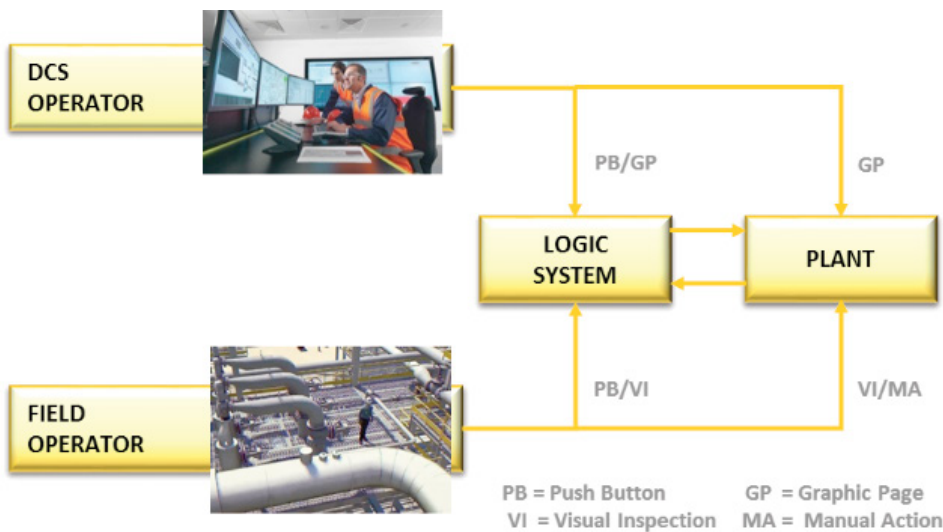 DCS
OPERATOR
PB/GP
GP
LOGIC
SYSTEM
PLANT
PB/VI
VI/MA
FIELD
OPERATOR
PB = Push Button
GP = Graphic Page
VI = Visual Inspection
MA = Manual Action